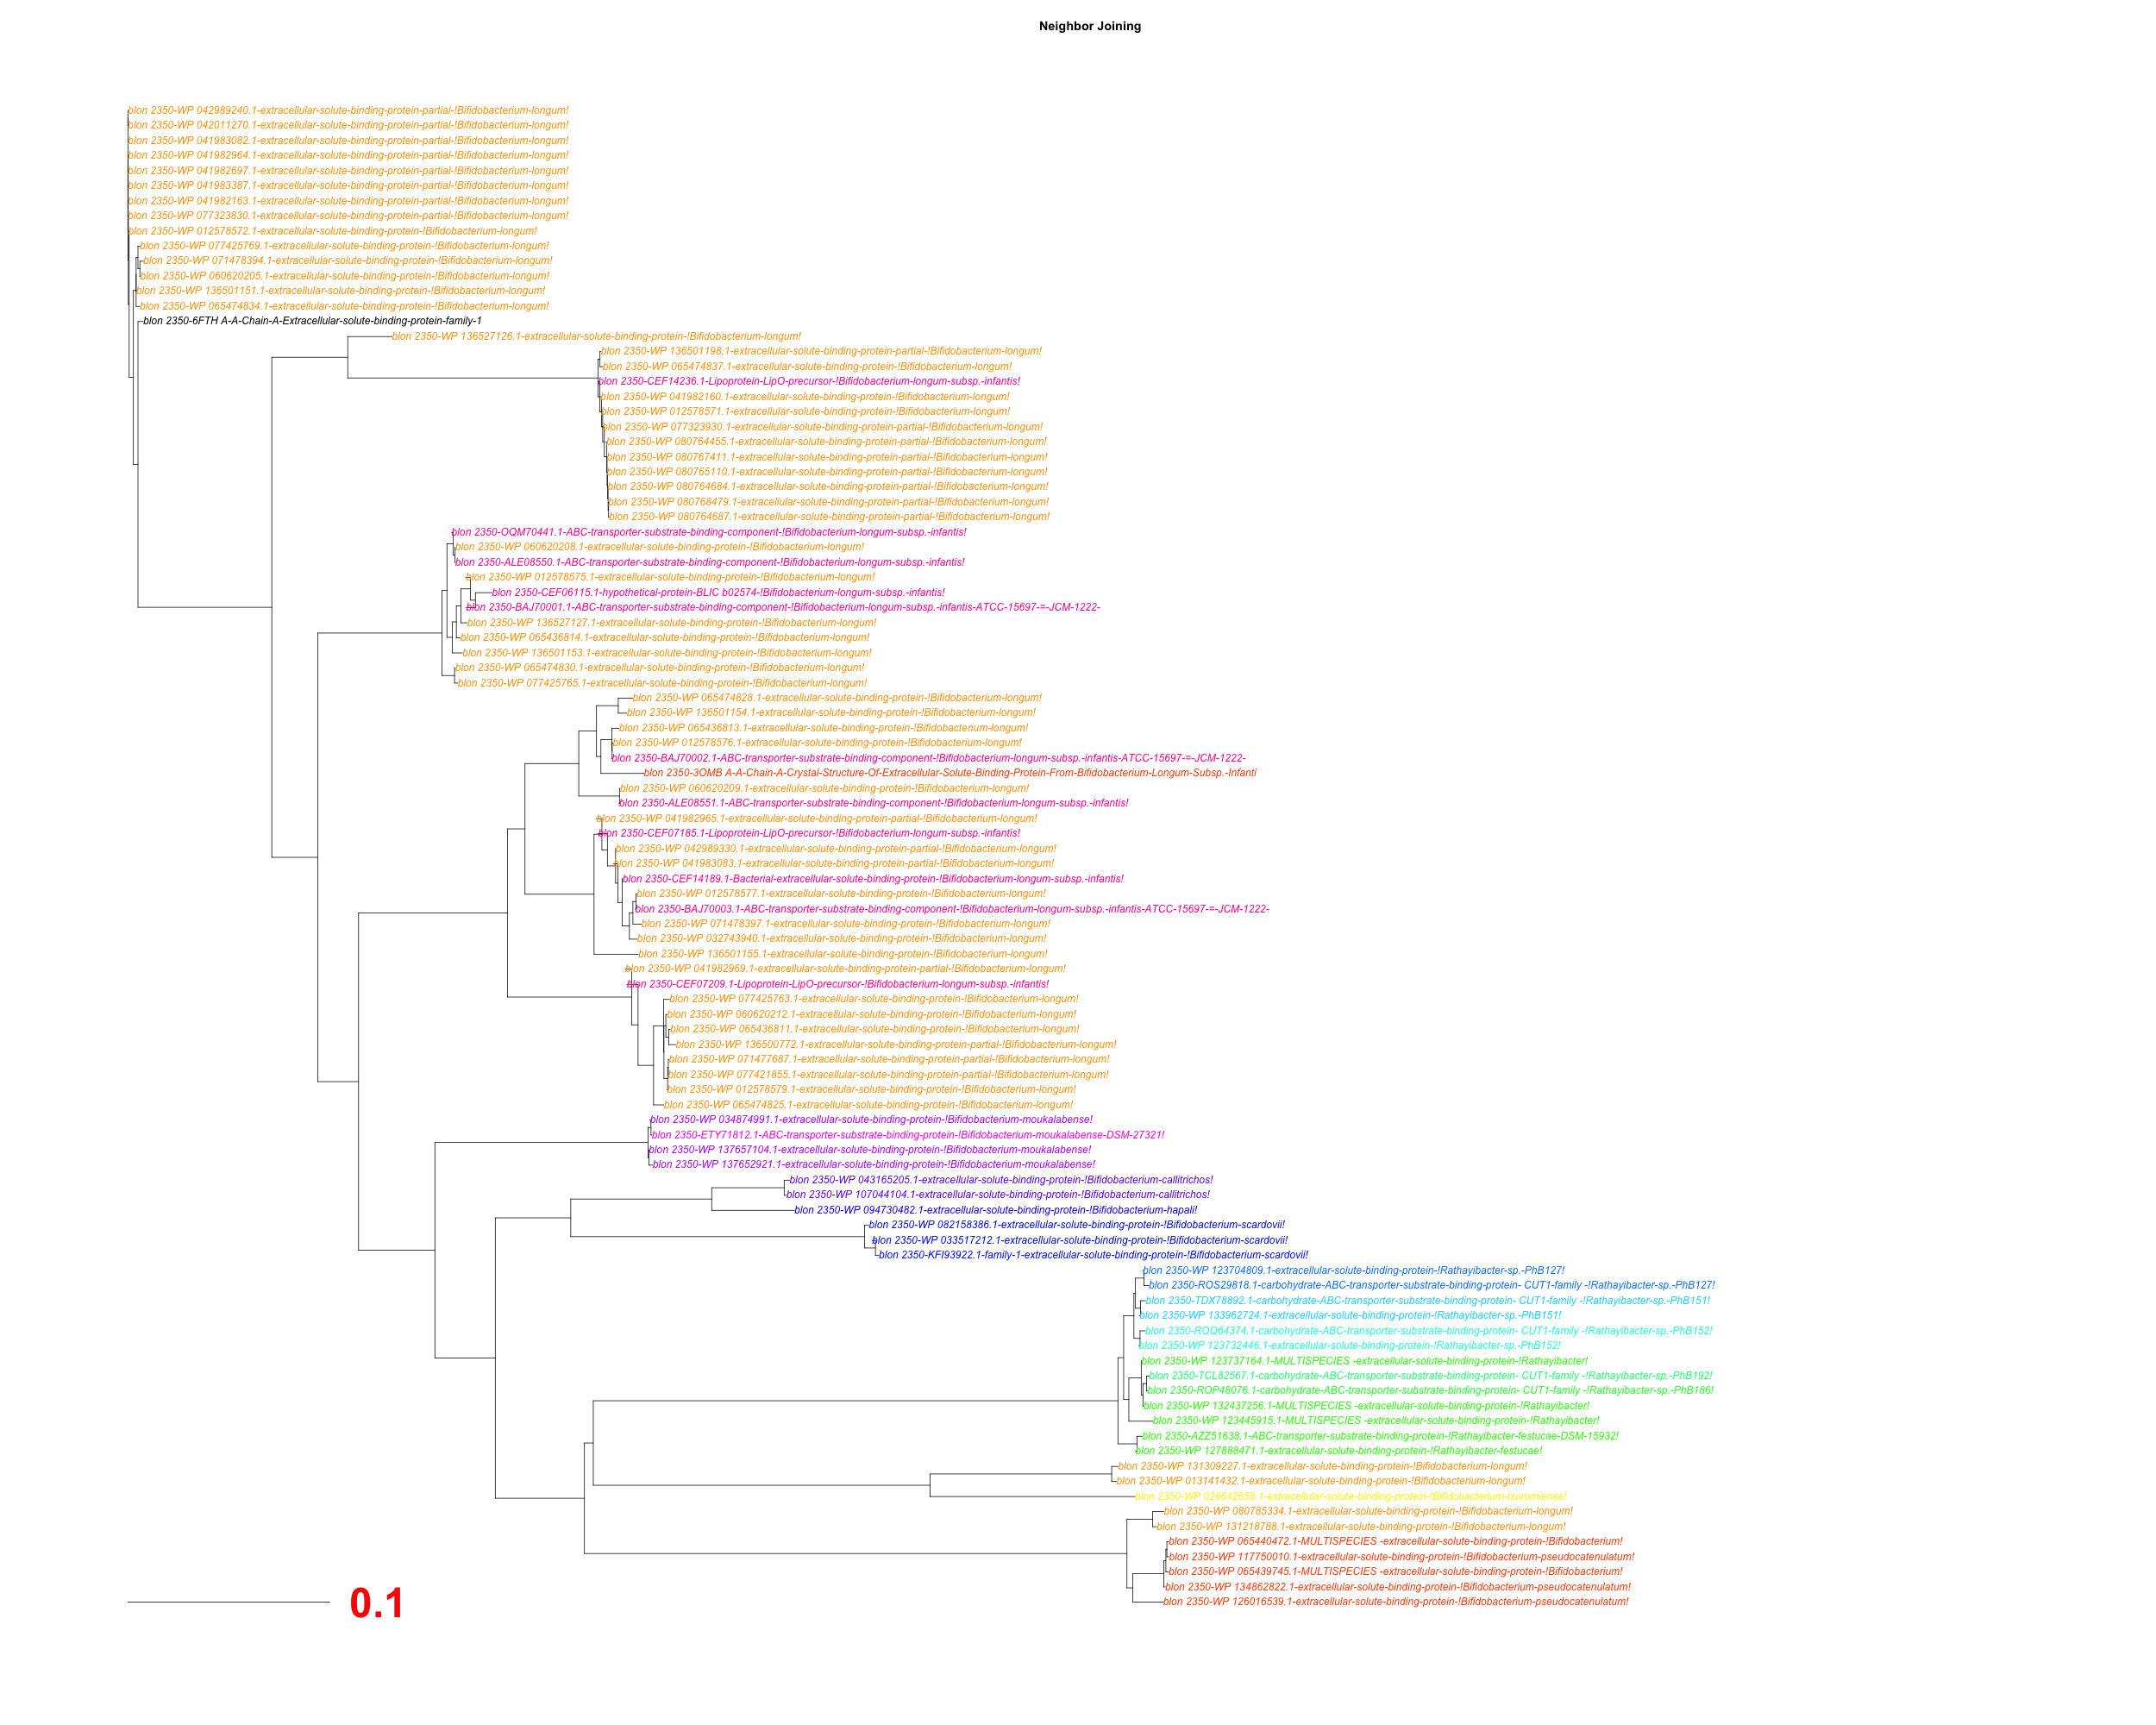 Neighbor Joining
blon 2350-WP 042989240.1-extracellular-solute-binding-protein-partial-!Bifidobacterium-longum!
blon 2350-WP 042011270.1-extracellular-solute-binding-protein-partial-!Bifidobacterium-longum!
blon 2350-WP 041983082.1-extracellular-solute-binding-protein-partial-!Bifidobacterium-longum!
blon 2350-WP 041982964.1-extracellular-solute-binding-protein-partial-!Bifidobacterium-longum!
blon 2350-WP 041982697.1-extracellular-solute-binding-protein-partial-!Bifidobacterium-longum!
blon 2350-WP 041983387.1-extracellular-solute-binding-protein-partial-!Bifidobacterium-longum!
blon 2350-WP 041982163.1-extracellular-solute-binding-protein-partial-!Bifidobacterium-longum!
blon 2350-WP 077323830.1-extracellular-solute-binding-protein-partial-!Bifidobacterium-longum!
blon 2350-WP 012578572.1-extracellular-solute-binding-protein-!Bifidobacterium-longum!
blon 2350-WP 077425769.1-extracellular-solute-binding-protein-!Bifidobacterium-longum!
blon 2350-WP 071478394.1-extracellular-solute-binding-protein-!Bifidobacterium-longum!
blon 2350-WP 060620205.1-extracellular-solute-binding-protein-!Bifidobacterium-longum!
blon 2350-WP 136501151.1-extracellular-solute-binding-protein-!Bifidobacterium-longum!
blon 2350-WP 065474834.1-extracellular-solute-binding-protein-!Bifidobacterium-longum!
blon 2350-6FTH A-A-Chain-A-Extracellular-solute-binding-protein-family-1
blon 2350-WP 136527126.1-extracellular-solute-binding-protein-!Bifidobacterium-longum!
blon 2350-WP 136501198.1-extracellular-solute-binding-protein-partial-!Bifidobacterium-longum!
blon 2350-WP 065474837.1-extracellular-solute-binding-protein-!Bifidobacterium-longum!
blon 2350-CEF14236.1-Lipoprotein-LipO-precursor-!Bifidobacterium-longum-subsp.-infantis!
blon 2350-WP 041982160.1-extracellular-solute-binding-protein-!Bifidobacterium-longum!
blon 2350-WP 012578571.1-extracellular-solute-binding-protein-!Bifidobacterium-longum!
blon 2350-WP 077323930.1-extracellular-solute-binding-protein-partial-!Bifidobacterium-longum!
blon 2350-WP 080764455.1-extracellular-solute-binding-protein-partial-!Bifidobacterium-longum!
blon 2350-WP 080767411.1-extracellular-solute-binding-protein-partial-!Bifidobacterium-longum!
blon 2350-WP 080765110.1-extracellular-solute-binding-protein-partial-!Bifidobacterium-longum!
blon 2350-WP 080764684.1-extracellular-solute-binding-protein-partial-!Bifidobacterium-longum!
blon 2350-WP 080768479.1-extracellular-solute-binding-protein-partial-!Bifidobacterium-longum!
blon 2350-WP 080764687.1-extracellular-solute-binding-protein-partial-!Bifidobacterium-longum!
blon 2350-OQM70441.1-ABC-transporter-substrate-binding-component-!Bifidobacterium-longum-subsp.-infantis!
blon 2350-WP 060620208.1-extracellular-solute-binding-protein-!Bifidobacterium-longum!
blon 2350-ALE08550.1-ABC-transporter-substrate-binding-component-!Bifidobacterium-longum-subsp.-infantis!
blon 2350-WP 012578575.1-extracellular-solute-binding-protein-!Bifidobacterium-longum!
blon 2350-CEF06115.1-hypothetical-protein-BLIC b02574-!Bifidobacterium-longum-subsp.-infantis!
blon 2350-BAJ70001.1-ABC-transporter-substrate-binding-component-!Bifidobacterium-longum-subsp.-infantis-ATCC-15697-=-JCM-1222-
blon 2350-WP 136527127.1-extracellular-solute-binding-protein-!Bifidobacterium-longum!
blon 2350-WP 065436814.1-extracellular-solute-binding-protein-!Bifidobacterium-longum!
blon 2350-WP 136501153.1-extracellular-solute-binding-protein-!Bifidobacterium-longum!
blon 2350-WP 065474830.1-extracellular-solute-binding-protein-!Bifidobacterium-longum!
blon 2350-WP 077425765.1-extracellular-solute-binding-protein-!Bifidobacterium-longum!
blon 2350-WP 065474828.1-extracellular-solute-binding-protein-!Bifidobacterium-longum!
blon 2350-WP 136501154.1-extracellular-solute-binding-protein-!Bifidobacterium-longum!
blon 2350-WP 065436813.1-extracellular-solute-binding-protein-!Bifidobacterium-longum!
blon 2350-WP 012578576.1-extracellular-solute-binding-protein-!Bifidobacterium-longum!
blon 2350-BAJ70002.1-ABC-transporter-substrate-binding-component-!Bifidobacterium-longum-subsp.-infantis-ATCC-15697-=-JCM-1222-
blon 2350-3OMB A-A-Chain-A-Crystal-Structure-Of-Extracellular-Solute-Binding-Protein-From-Bifidobacterium-Longum-Subsp.-Infanti
blon 2350-WP 060620209.1-extracellular-solute-binding-protein-!Bifidobacterium-longum!
blon 2350-ALE08551.1-ABC-transporter-substrate-binding-component-!Bifidobacterium-longum-subsp.-infantis!
blon 2350-WP 041982965.1-extracellular-solute-binding-protein-partial-!Bifidobacterium-longum!
blon 2350-CEF07185.1-Lipoprotein-LipO-precursor-!Bifidobacterium-longum-subsp.-infantis!
blon 2350-WP 042989330.1-extracellular-solute-binding-protein-partial-!Bifidobacterium-longum!
blon 2350-WP 041983083.1-extracellular-solute-binding-protein-partial-!Bifidobacterium-longum!
blon 2350-CEF14189.1-Bacterial-extracellular-solute-binding-protein-!Bifidobacterium-longum-subsp.-infantis!
blon 2350-WP 012578577.1-extracellular-solute-binding-protein-!Bifidobacterium-longum!
blon 2350-BAJ70003.1-ABC-transporter-substrate-binding-component-!Bifidobacterium-longum-subsp.-infantis-ATCC-15697-=-JCM-1222-
blon 2350-WP 071478397.1-extracellular-solute-binding-protein-!Bifidobacterium-longum!
blon 2350-WP 032743940.1-extracellular-solute-binding-protein-!Bifidobacterium-longum!
blon 2350-WP 136501155.1-extracellular-solute-binding-protein-!Bifidobacterium-longum!
blon 2350-WP 041982969.1-extracellular-solute-binding-protein-partial-!Bifidobacterium-longum!
blon 2350-CEF07209.1-Lipoprotein-LipO-precursor-!Bifidobacterium-longum-subsp.-infantis!
blon 2350-WP 077425763.1-extracellular-solute-binding-protein-!Bifidobacterium-longum!
blon 2350-WP 060620212.1-extracellular-solute-binding-protein-!Bifidobacterium-longum!
blon 2350-WP 065436811.1-extracellular-solute-binding-protein-!Bifidobacterium-longum!
blon 2350-WP 136500772.1-extracellular-solute-binding-protein-partial-!Bifidobacterium-longum!
blon 2350-WP 071477687.1-extracellular-solute-binding-protein-partial-!Bifidobacterium-longum!
blon 2350-WP 077421855.1-extracellular-solute-binding-protein-partial-!Bifidobacterium-longum!
blon 2350-WP 012578579.1-extracellular-solute-binding-protein-!Bifidobacterium-longum!
blon 2350-WP 065474825.1-extracellular-solute-binding-protein-!Bifidobacterium-longum!
blon 2350-WP 034874991.1-extracellular-solute-binding-protein-!Bifidobacterium-moukalabense!
blon 2350-ETY71812.1-ABC-transporter-substrate-binding-protein-!Bifidobacterium-moukalabense-DSM-27321!
blon 2350-WP 137657104.1-extracellular-solute-binding-protein-!Bifidobacterium-moukalabense!
blon 2350-WP 137652921.1-extracellular-solute-binding-protein-!Bifidobacterium-moukalabense!
blon 2350-WP 043165205.1-extracellular-solute-binding-protein-!Bifidobacterium-callitrichos!
blon 2350-WP 107044104.1-extracellular-solute-binding-protein-!Bifidobacterium-callitrichos!
blon 2350-WP 094730482.1-extracellular-solute-binding-protein-!Bifidobacterium-hapali!
blon 2350-WP 082158386.1-extracellular-solute-binding-protein-!Bifidobacterium-scardovii!
blon 2350-WP 033517212.1-extracellular-solute-binding-protein-!Bifidobacterium-scardovii!
blon 2350-KFI93922.1-family-1-extracellular-solute-binding-protein-!Bifidobacterium-scardovii!
blon 2350-WP 123704809.1-extracellular-solute-binding-protein-!Rathayibacter-sp.-PhB127!
blon 2350-ROS29818.1-carbohydrate-ABC-transporter-substrate-binding-protein- CUT1-family -!Rathayibacter-sp.-PhB127!
blon 2350-TDX78892.1-carbohydrate-ABC-transporter-substrate-binding-protein- CUT1-family -!Rathayibacter-sp.-PhB151!
blon 2350-WP 133962724.1-extracellular-solute-binding-protein-!Rathayibacter-sp.-PhB151!
blon 2350-ROQ64374.1-carbohydrate-ABC-transporter-substrate-binding-protein- CUT1-family -!Rathayibacter-sp.-PhB152!
blon 2350-WP 123732446.1-extracellular-solute-binding-protein-!Rathayibacter-sp.-PhB152!
blon 2350-WP 123737164.1-MULTISPECIES -extracellular-solute-binding-protein-!Rathayibacter!
blon 2350-TCL82567.1-carbohydrate-ABC-transporter-substrate-binding-protein- CUT1-family -!Rathayibacter-sp.-PhB192!
blon 2350-ROP48076.1-carbohydrate-ABC-transporter-substrate-binding-protein- CUT1-family -!Rathayibacter-sp.-PhB186!
blon 2350-WP 132437256.1-MULTISPECIES -extracellular-solute-binding-protein-!Rathayibacter!
blon 2350-WP 123445915.1-MULTISPECIES -extracellular-solute-binding-protein-!Rathayibacter!
blon 2350-AZZ51638.1-ABC-transporter-substrate-binding-protein-!Rathayibacter-festucae-DSM-15932!
blon 2350-WP 127886471.1-extracellular-solute-binding-protein-!Rathayibacter-festucae!
blon 2350-WP 131309227.1-extracellular-solute-binding-protein-!Bifidobacterium-longum!
blon 2350-WP 013141432.1-extracellular-solute-binding-protein-!Bifidobacterium-longum!
blon 2350-WP 026642658.1-extracellular-solute-binding-protein-!Bifidobacterium-tsurumiense!
blon 2350-WP 080785334.1-extracellular-solute-binding-protein-!Bifidobacterium-longum!
blon 2350-WP 131218788.1-extracellular-solute-binding-protein-!Bifidobacterium-longum!
blon 2350-WP 065440472.1-MULTISPECIES -extracellular-solute-binding-protein-!Bifidobacterium!
blon 2350-WP 117750010.1-extracellular-solute-binding-protein-!Bifidobacterium-pseudocatenulatum!
blon 2350-WP 065439745.1-MULTISPECIES -extracellular-solute-binding-protein-!Bifidobacterium!
blon 2350-WP 134862822.1-extracellular-solute-binding-protein-!Bifidobacterium-pseudocatenulatum!
blon 2350-WP 126016539.1-extracellular-solute-binding-protein-!Bifidobacterium-pseudocatenulatum!
0.1